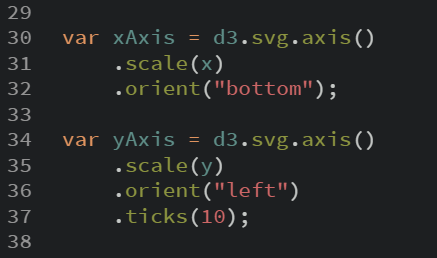 29
30 var xAxis = d3.svg.axis()
31     .scale(x)
32     .orient("bottom");
33
34 var yAxis = d3.svg.axis()
35     .scale(y)
36     .orient("left")
37     .ticks(10);
38